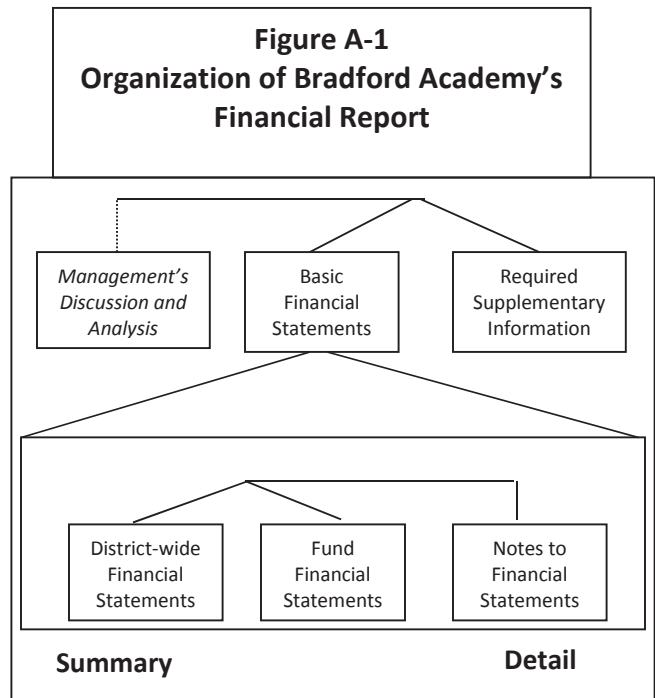 Figure A-1
Organization of Bradford Academy’s
Financial Report
Management’s
Discussion and
Analysis
Basic
Financial
Statements
Required
Supplementary
Information
District-wide
Financial
Statements
Fund
Financial
Statements
Notes to
Financial
Statements
Summary
Detail